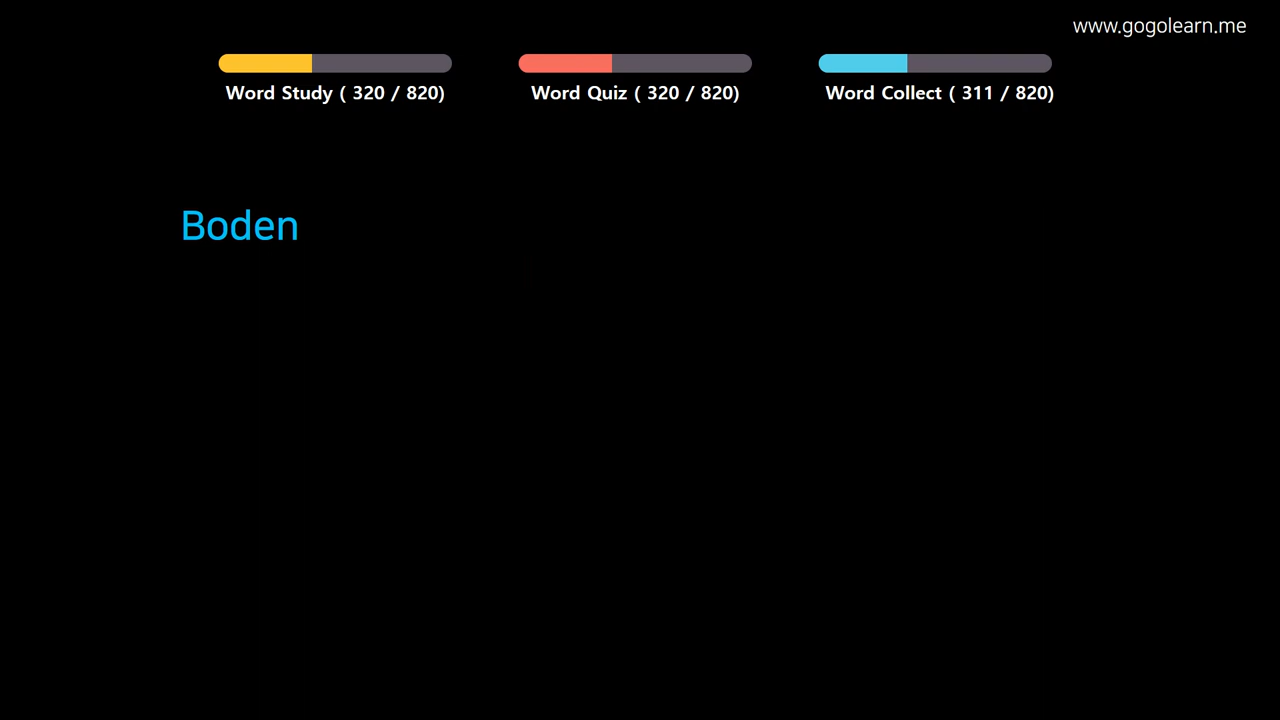 www.gogolearn.me
Word Study ( 320 / 820)
Word Quiz ( 320 / 820)
Word Collect ( 311 / 820)
Boden